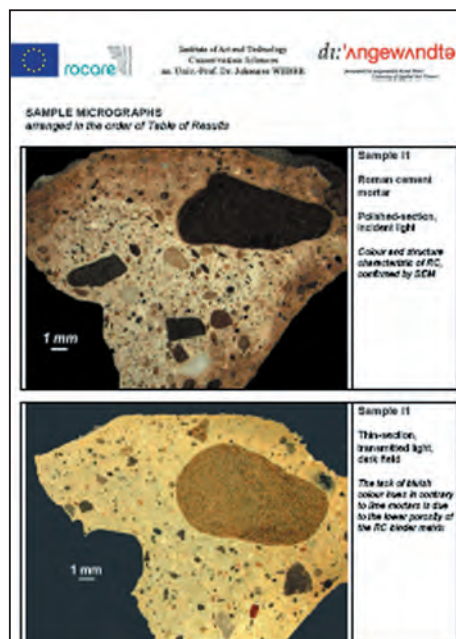 rocare
Institute of Art and Technology
Conservation Sciences
ao. Univ.-Prof. Dr. Johannes WEBER
dı:'ʌngewʌndtə
SAMPLE MICROGRAPHS
arranged in the order of Table of Results
Sample I1
Roman cement
mortar
Polished-section,
incident light
Colour and structure
characteristic of RC,
confirmed by SEM
1 mm
Sample I1
Thin-section,
transmitted light,
dark field
The lack of bluish
colour hues in contrary
to lime mortars is due
to the lower porosity of
the RC binder matrix
1 mm